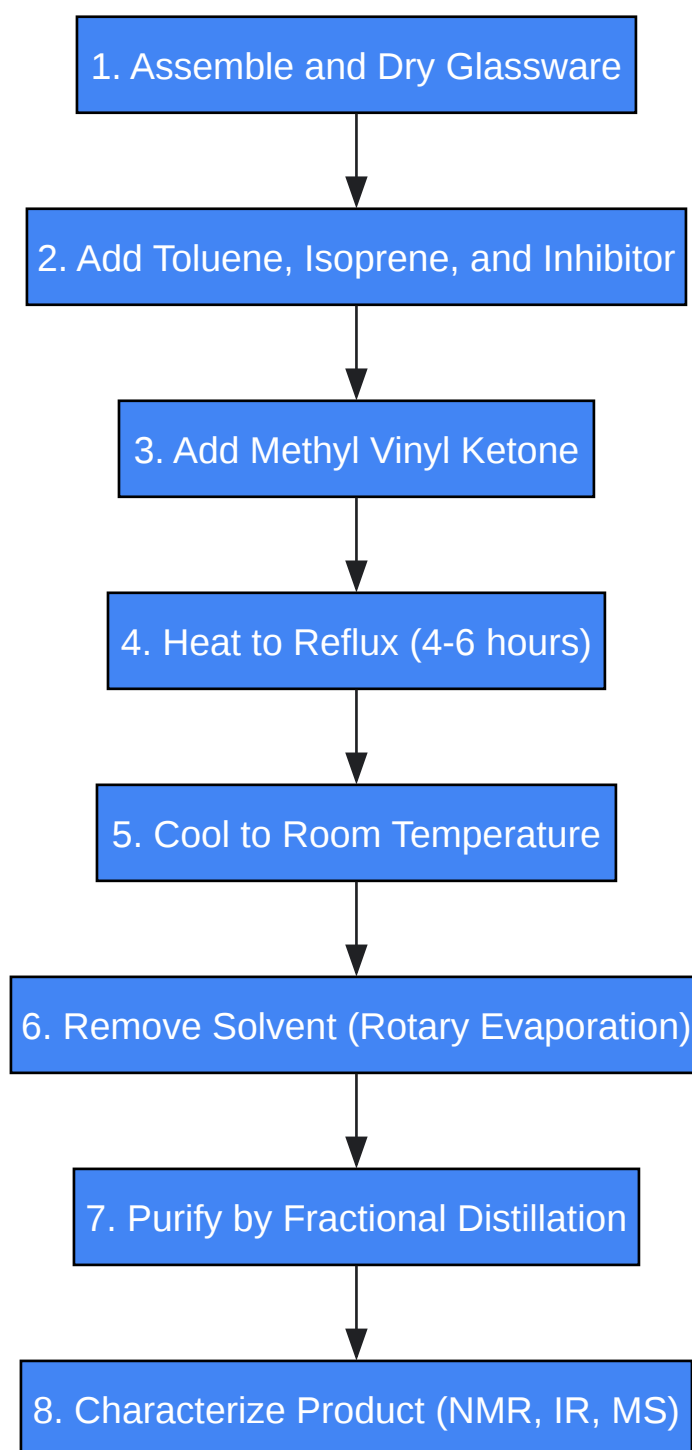 1. Assemble and Dry Glassware
2. Add Toluene, Isoprene, and Inhibitor
3. Add Methyl Vinyl Ketone
4. Heat to Reflux (4-6 hours)
5. Cool to Room Temperature
6. Remove Solvent (Rotary Evaporation)
7. Purify by Fractional Distillation
8. Characterize Product (NMR, IR, MS)